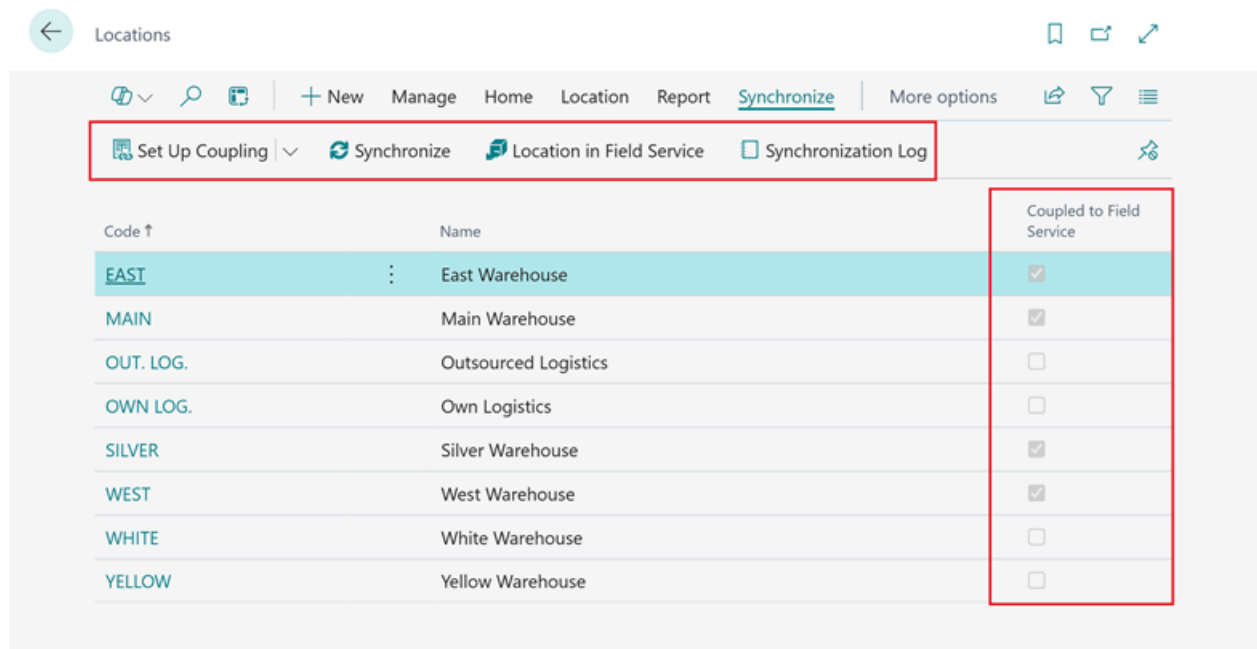 Locations
New Manage Home Location Report Synchronize More options
Set Up Coupling Synchronize Location in Field Service Synchronization Log
Coupled to Field
Code ↑ Name Service
EAST East Warehouse
MAIN Main Warehouse
OUT. LOG. Outsourced Logistics
OWN LOG. Own Logistics
SILVER Silver Warehouse
WEST West Warehouse
WHITE White Warehouse
YELLOW Yellow Warehouse